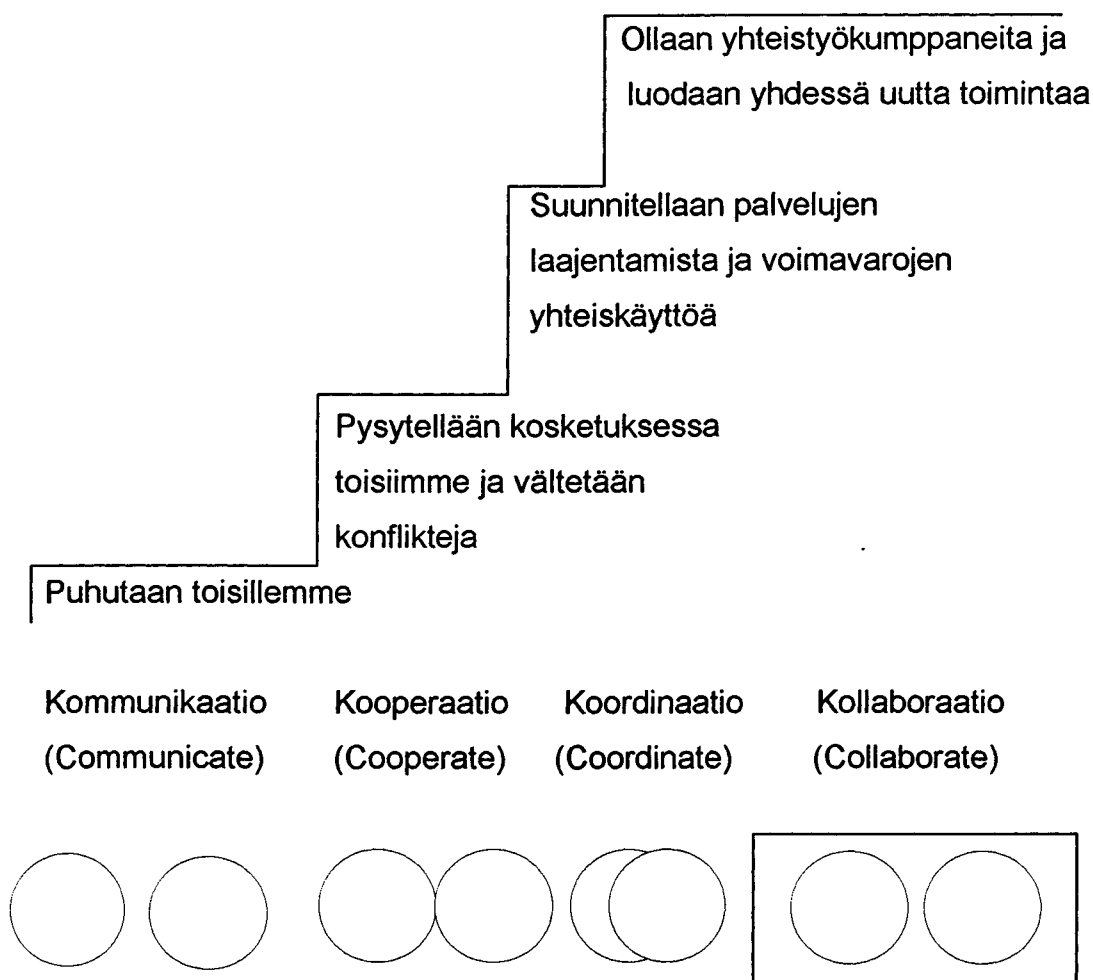 Ollaan yhteistyökumppaneita ja
luodaan yhdessä uutta toimintaa
Suunnitellaan palvelujen
laajentamista ja voimavarojen
yhteiskäyttöä
Pysytellään kosketuksessa
toisiimme ja vältetään
konflikteja
Puhutaan toisillemme
Kommunikaatio Kooperaatio Koordinaatio Kollaboraatio
(Communicate) (Cooperate) (Coordinate) (Collaborate)